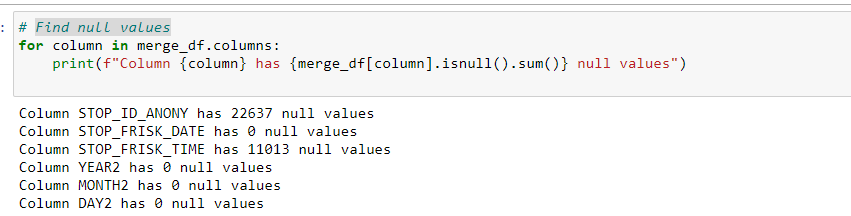 # Find null values
for column in merge_df.columns:
    print(f"Column {column} has {merge_df[column].isnull().sum()} null values")
Column STOP_ID_ANONY has 22637 null values
Column STOP_FRISK_DATE has 0 null values
Column STOP_FRISK_TIME has 11013 null values
Column YEAR2 has 0 null values
Column MONTH2 has 0 null values
Column DAY2 has 0 null values